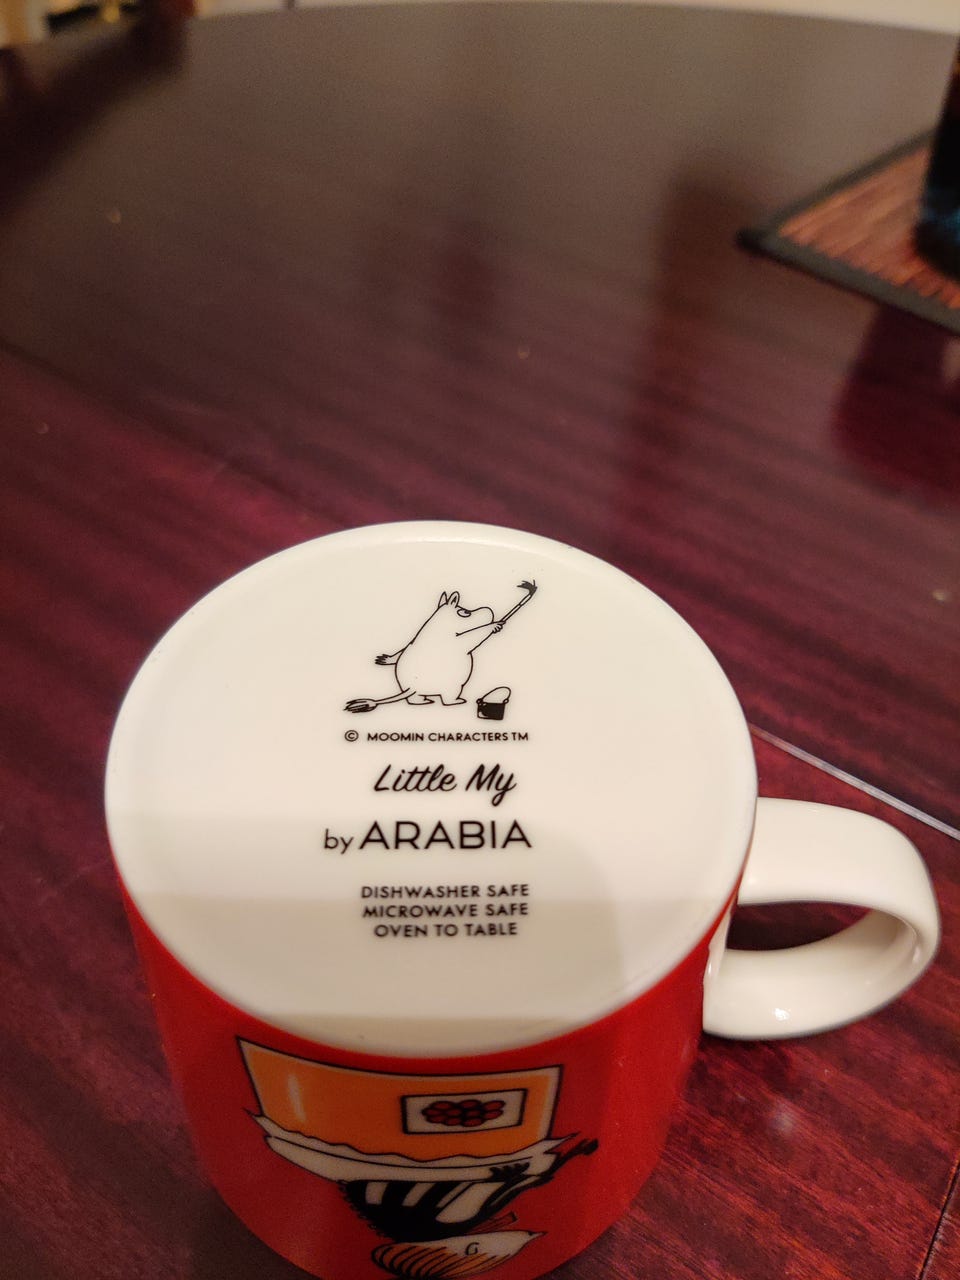 © MOOMIN CHARACTERS TM
Little My
by ARABIA
DISHWASHER SAFE
MICROWAVE SAFE
OVEN TO TABLE